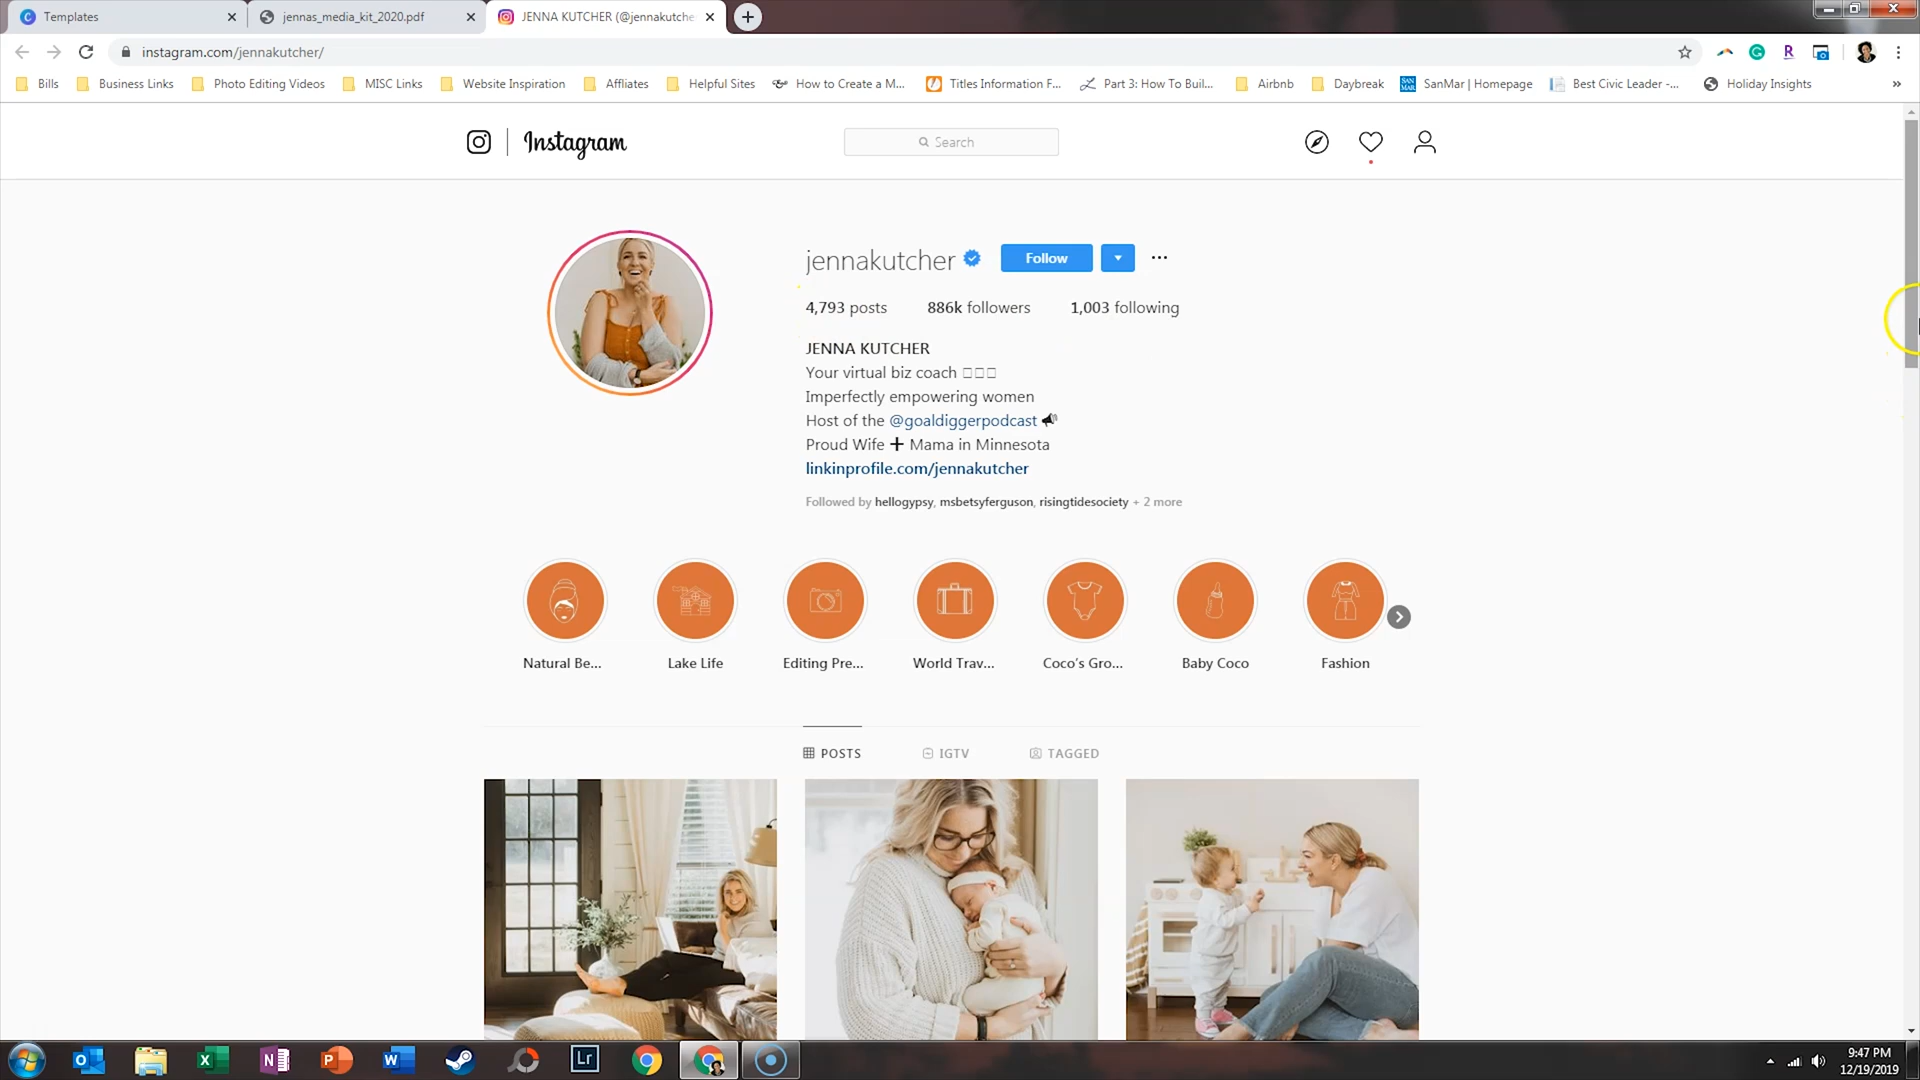 Templates
jennas_media_kit_2020.pdf
JENNA KUTCHER (@jennakutche
instagram.com/jennakutcher/
Bills
Business Links
Photo Editing Videos
MISC Links
Website Inspiration
Affliates
Helpful Sites
How to Create a M...
Titles Information F...
Part 3: How To Buil...
Airbnb
Daybreak
SanMar | Homepage
Best Civic Leader -...
Holiday Insights
Instagram
Search
jennakutcher
Follow
4,793 posts 886k followers 1,003 following
JENNA KUTCHER
Your virtual biz coach
Imperfectly empowering women
Host of the @goaldiggerpodcast
Proud Wife + Mama in Minnesota
linkinprofile.com/jennakutcher
Followed by hellogypsy, msbetsyferguson, risingtidesociety + 2 more
Natural Be...
Lake Life
Editing Pre...
World Trav...
Coco's Gro...
Baby Coco
Fashion
POSTS
IGTV
TAGGED
Lr
9:47 PM
12/19/2019